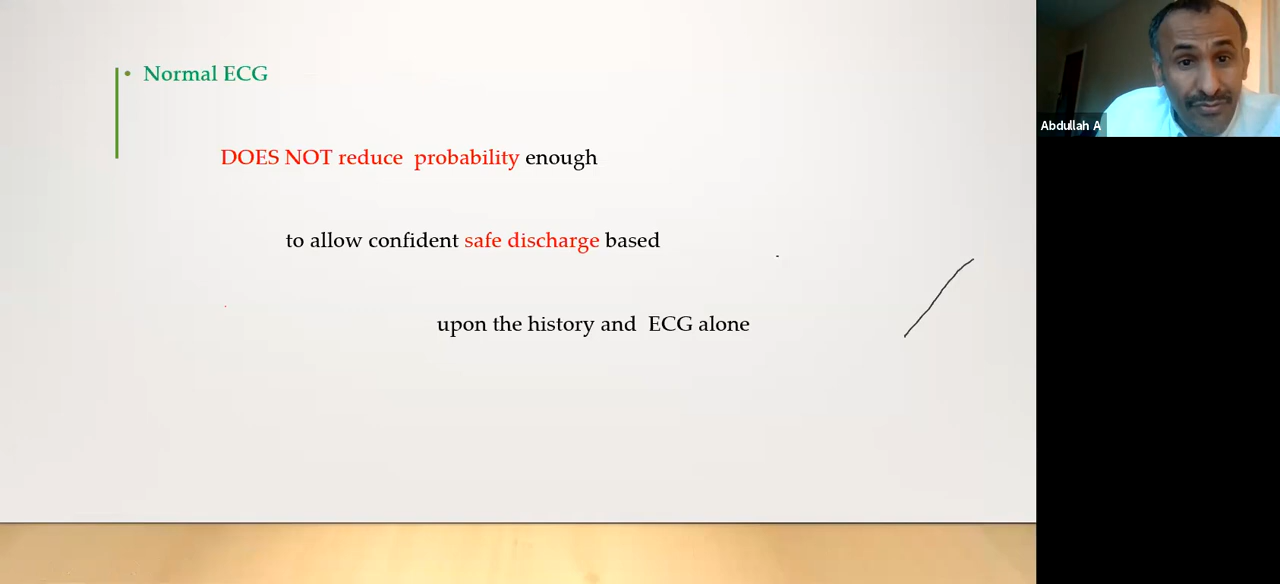 • Normal ECG
DOES NOT reduce probability enough
to allow confident safe discharge based
upon the history and ECG alone
Abdullah A